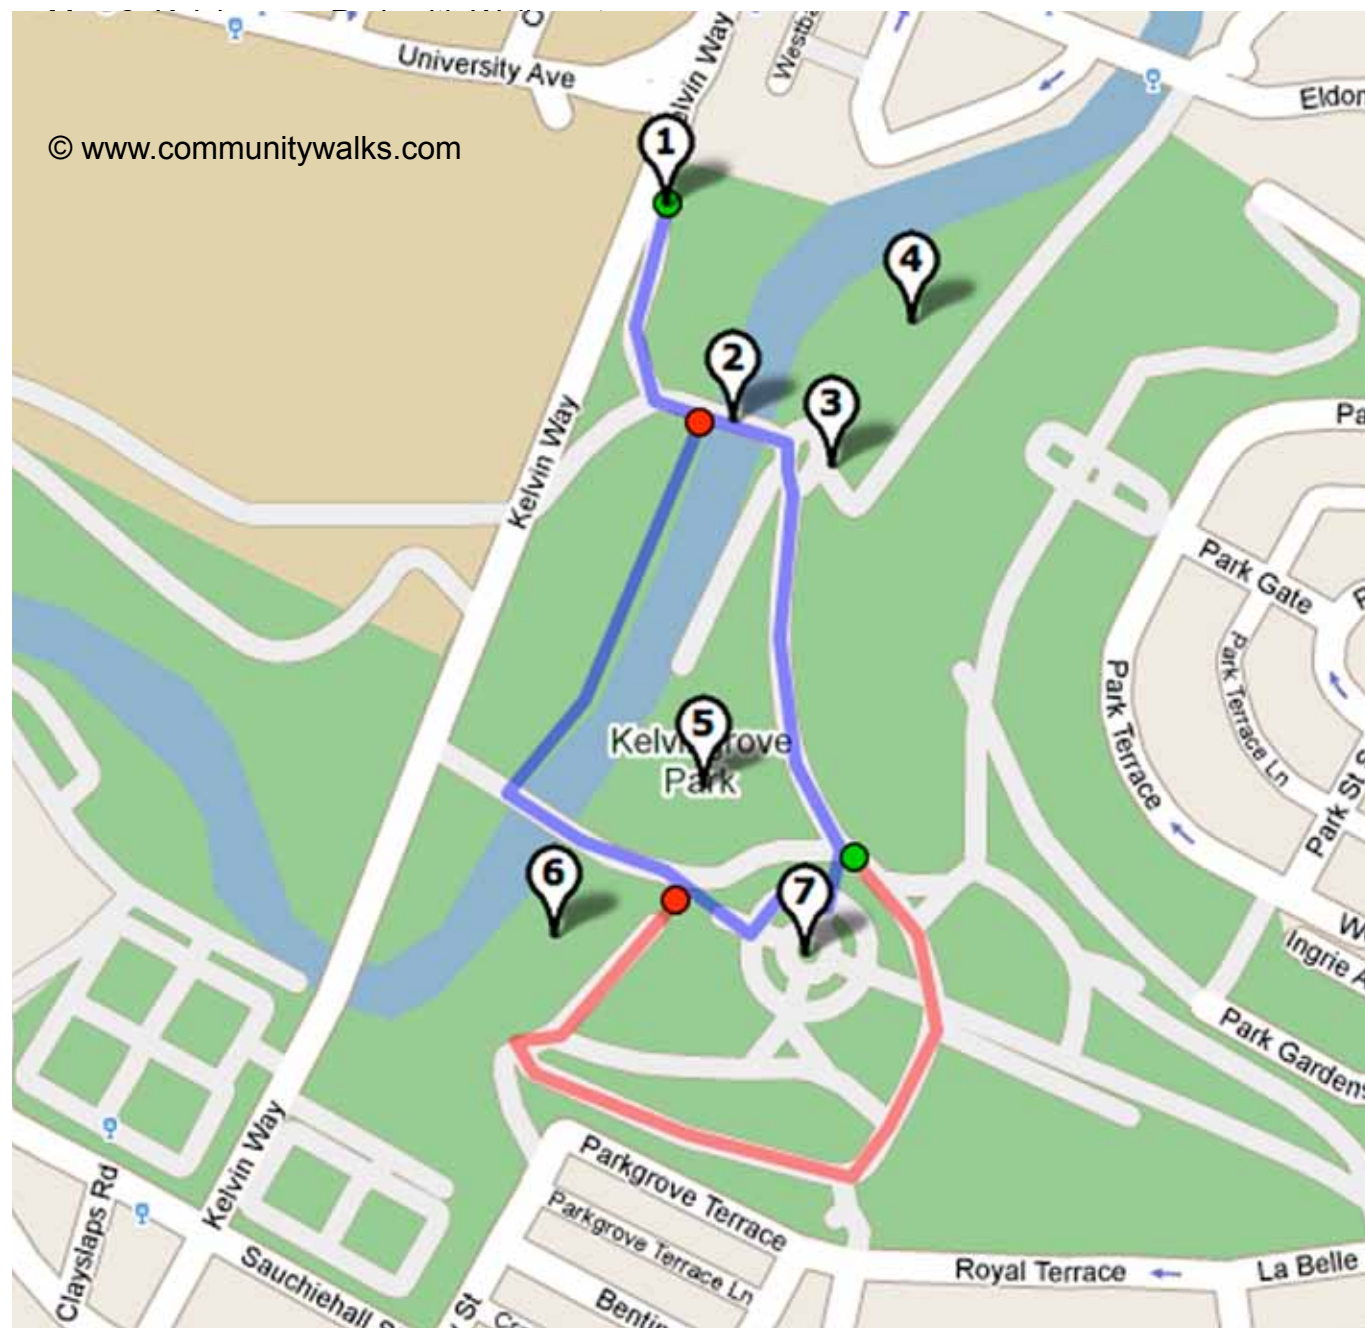 University Ave
Kelvin Way
© www.communitywalks.com
Eldon
1
4
2
3
Kelvin Way
Park Gate
Park Terrace
Park Terrace Ln
Park St
5
Kelvingrove
Park
6
7
Ingrie A
Park Gardens
Kelvin Way
Clayslaps Rd
Sauchiehall S
St
Parkgrove Terrace
Parkgrove Terrace Ln
Bentin
Royal Terrace
La Belle